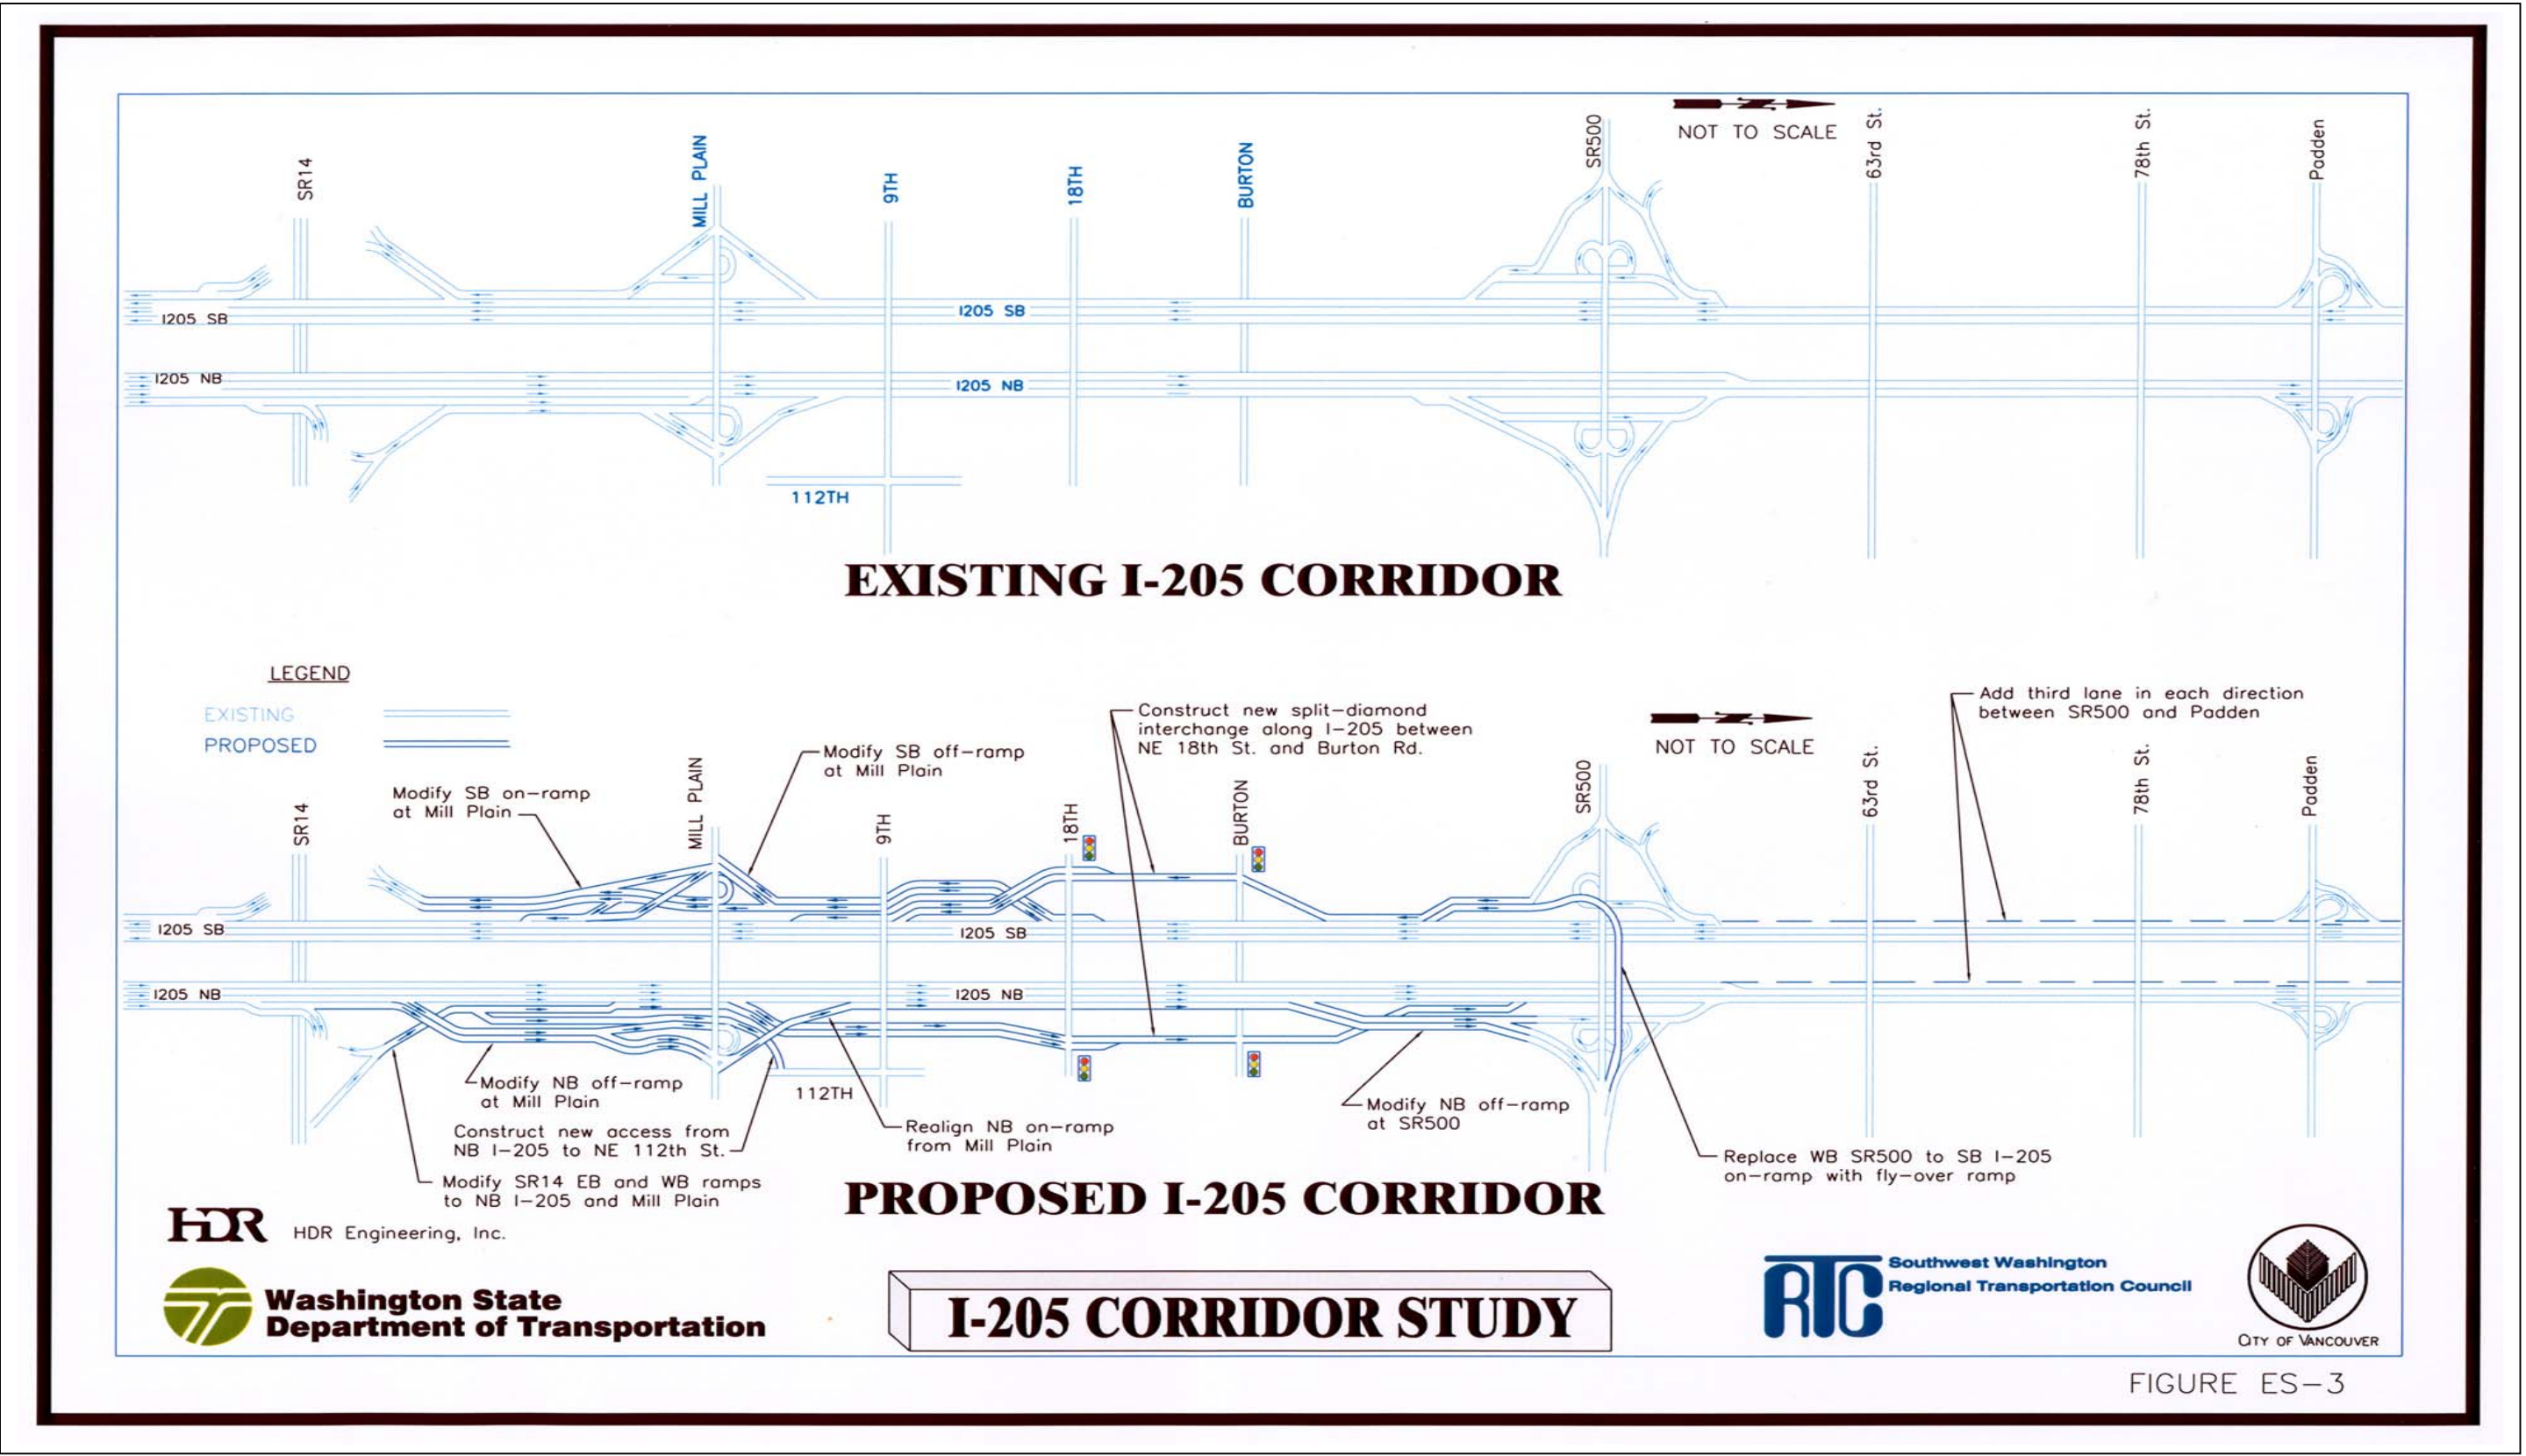 SR14
MILL PLAIN
9TH
18TH
BURTON
SR500
NOT TO SCALE
63rd St.
78th St.
Padden
I205 SB
I205 SB
I205 NB
I205 NB
112TH
EXISTING I-205 CORRIDOR
LEGEND
EXISTING
PROPOSED
Modify SB on-ramp
at Mill Plain
Modify SB off-ramp
at Mill Plain
Construct new split-diamond
interchange along I-205 between
NE 18th St. and Burton Rd.
Add third lane in each direction
between SR500 and Padden
NOT TO SCALE
SR14
MILL PLAIN
9TH
18TH
BURTON
SR500
63rd St.
78th St.
Padden
I205 SB
I205 SB
I205 NB
I205 NB
112TH
Modify NB off-ramp
at Mill Plain
Construct new access from
NB I-205 to NE 112th St.
Modify SR14 EB and WB ramps
to NB I-205 and Mill Plain
Realign NB on-ramp
from Mill Plain
Modify NB off-ramp
at SR500
Replace WB SR500 to SB I-205
on-ramp with fly-over ramp
PROPOSED I-205 CORRIDOR
HDR
HDR Engineering, Inc.
Washington State
Department of Transportation
I-205 CORRIDOR STUDY
RTC
Southwest Washington
Regional Transportation Council
CITY OF VANCOUVER
FIGURE ES-3